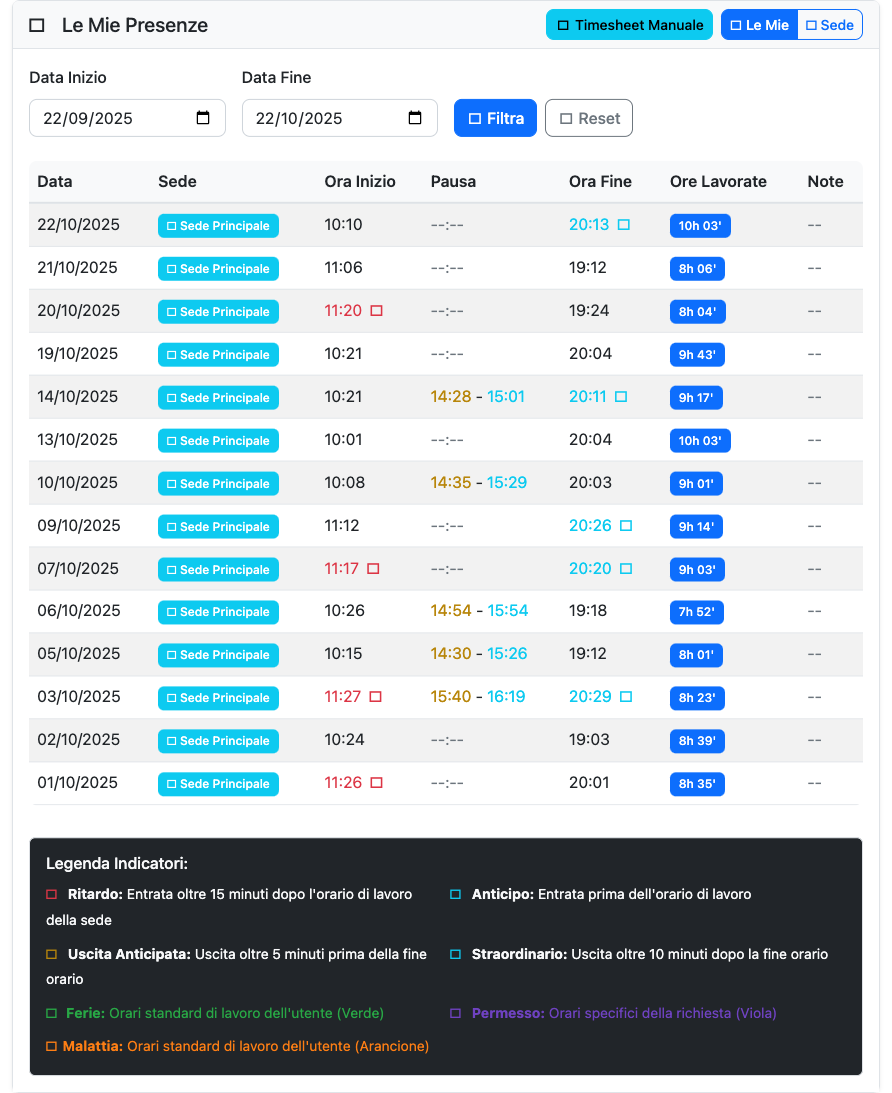 Le Mie Presenze Timesheet Manuale Le Mie Sede
Data Inizio Data Fine
22/09/2025 22/10/2025 Filtra Reset
Data Sede Ora Inizio Pausa Ora Fine Ore Lavorate Note
22/10/2025 Sede Principale 10:10 --:-- 20:13 10h 03' --
21/10/2025 Sede Principale 11:06 --:-- 19:12 8h 06' --
20/10/2025 Sede Principale 11:20 --:-- 19:24 8h 04' --
19/10/2025 Sede Principale 10:21 --:-- 20:04 9h 43' --
14/10/2025 Sede Principale 10:21 14:28 - 15:01 20:11 9h 17' --
13/10/2025 Sede Principale 10:01 --:-- 20:04 10h 03' --
10/10/2025 Sede Principale 10:08 14:35 - 15:29 20:03 9h 01' --
09/10/2025 Sede Principale 11:12 --:-- 20:26 9h 14' --
07/10/2025 Sede Principale 11:17 --:-- 20:20 9h 03' --
06/10/2025 Sede Principale 10:26 14:54 - 15:54 19:18 7h 52' --
05/10/2025 Sede Principale 10:15 14:30 - 15:26 19:12 8h 01' --
03/10/2025 Sede Principale 11:27 15:40 - 16:19 20:29 8h 23' --
02/10/2025 Sede Principale 10:24 --:-- 19:03 8h 39' --
01/10/2025 Sede Principale 11:26 --:-- 20:01 8h 35' --
Legenda Indicatori:
Ritardo: Entrata oltre 15 minuti dopo l'orario di lavoro
della sede
Anticipo: Entrata prima dell'orario di lavoro
Uscita Anticipata: Uscita oltre 5 minuti prima della fine
orario
Straordinario: Uscita oltre 10 minuti dopo la fine orario
Ferie: Orari standard di lavoro dell'utente (Verde)
Permesso: Orari specifici della richiesta (Viola)
Malattia: Orari standard di lavoro dell'utente (Arancione)